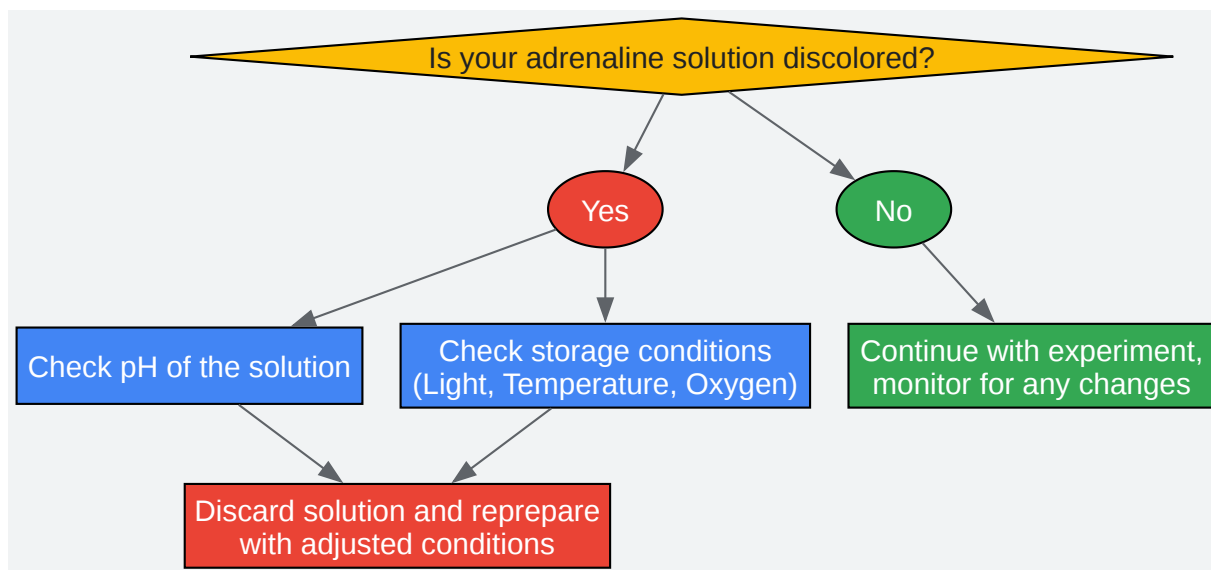 Is your adrenaline solution discolored?
Yes
No
Check pH of the solution
Check storage conditions
(Light, Temperature, Oxygen)
Continue with experiment,
monitor for any changes
Discard solution and reprepare
with adjusted conditions